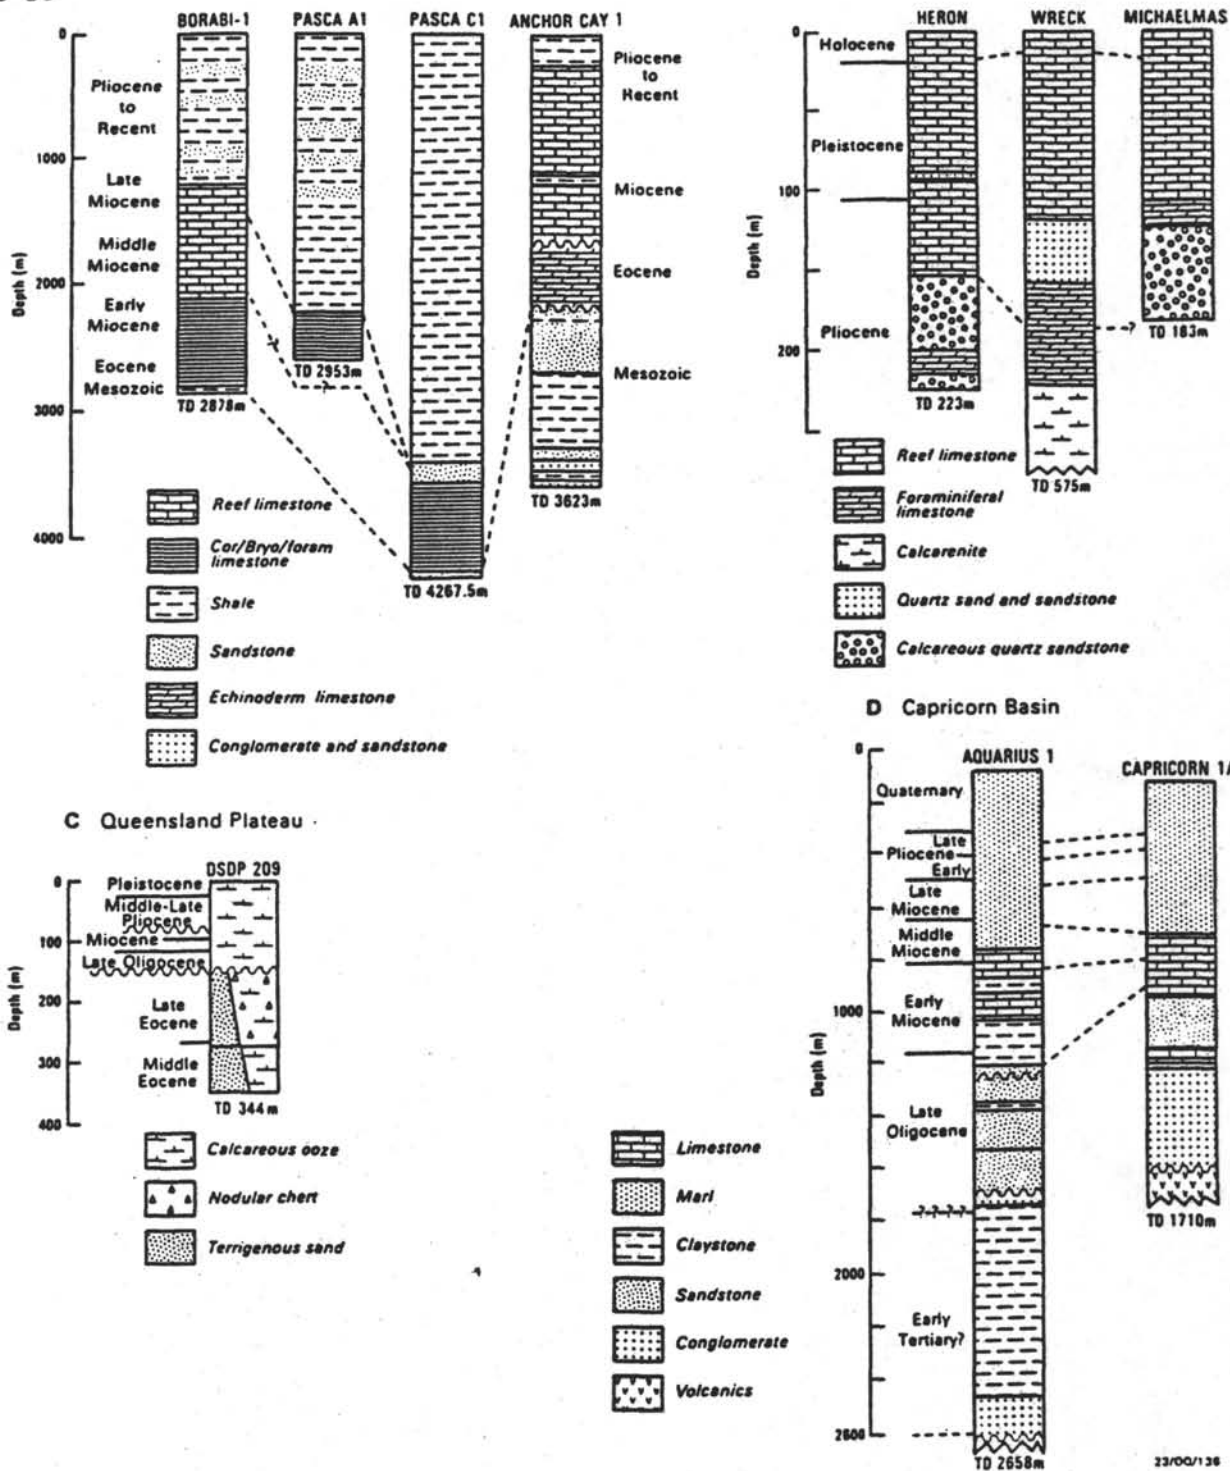 BORABI-1 PASCA A1 PASCA C1 ANCHOR CAY 1
0
1000
2000
3000
4000
Depth (m)
Pliocene
to
Recent
Late
Miocene
Middle
Miocene
Early
Miocene
Eocene
Mesozoic
TD 2878m
TD 2953m
?
TD 4267.5m
TD 3623m
Pliocene
to
Recent
Miocene
Eocene
Mesozoic
Reef limestone
Cor/Bryo/foram
limestone
Shale
Sandstone
Echinoderm limestone
Conglomerate and sandstone
HERON WRECK MICHAELMAS
0
100
200
Depth (m)
Holocene
Pleistocene
Pliocene
TD 223m
TD 575m
?
TD 183m
Reef limestone
Foraminiferal
limestone
Calcarenite
Quartz sand and sandstone
Calcareous quartz sandstone
C Queensland Plateau
DSDP 209
0
100
200
300
400
Depth (m)
Pleistocene
Middle-Late
Pliocene
Miocene
Late Oligocene
Late
Eocene
Middle
Eocene
TD 344m
Calcareous ooze
Nodular chert
Terrigenous sand
D Capricorn Basin
AQUARIUS 1 CAPRICORN 1A
0
1000
2000
2600
Depth (m)
Quaternary
Late
Pliocene
Early
Late
Miocene
Middle
Miocene
Early
Miocene
Late
Oligocene
?-?-?-?
Early
Tertiary?
TD 2658m
TD 1710m
Limestone
Marl
Claystone
Sandstone
Conglomerate
Volcanics
23/OG/136